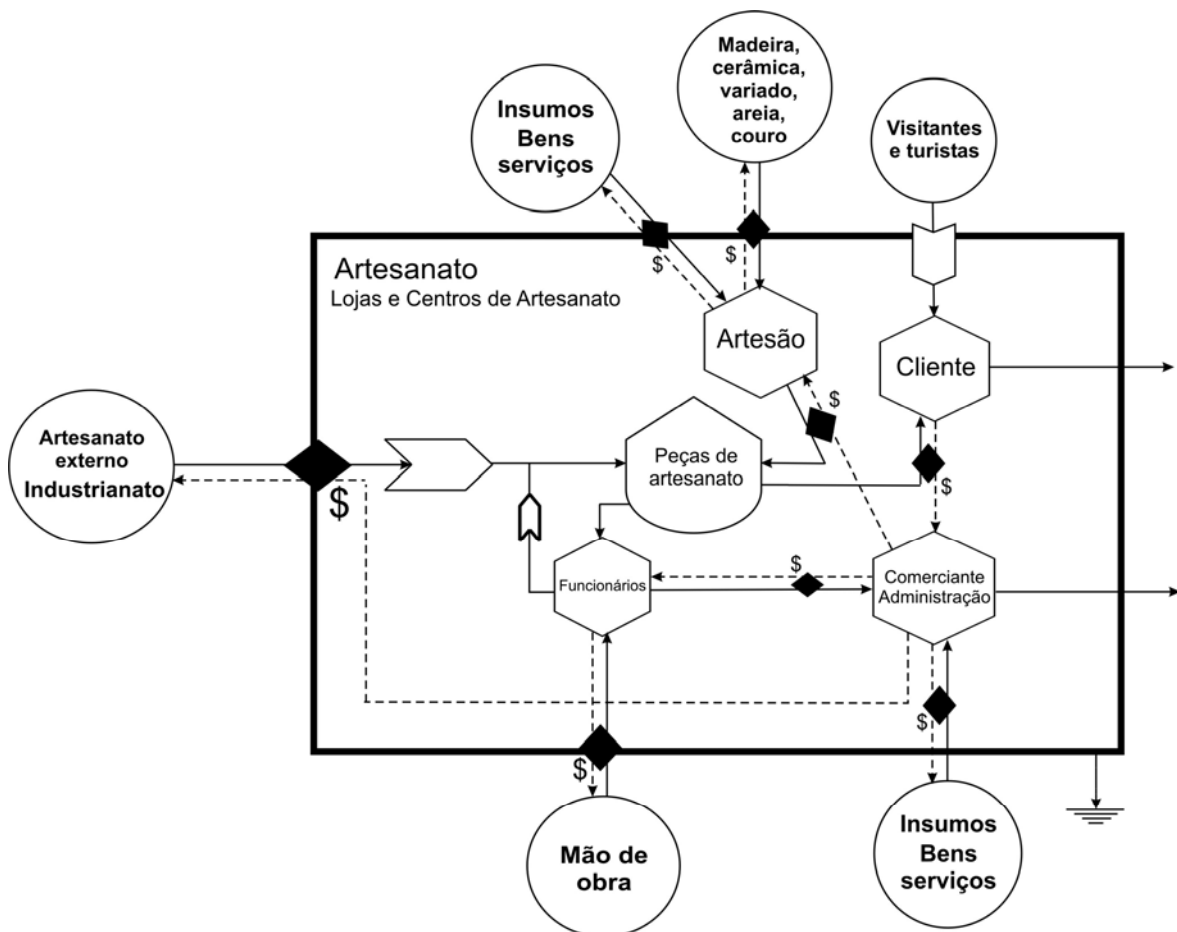 Madeira,
cerâmica,
variado,
areia,
couro
Insumos
Bens
serviços
Visitantes
e turistas
$
$
Artesanato
Lojas e Centros de Artesanato
Artesão
Cliente
$
Artesanato
externo
Industrianato
Peças de
artesanato
$
$
$
Funcionários
Comerciante
Administração
$
$
Mão de
obra
Insumos
Bens
serviços